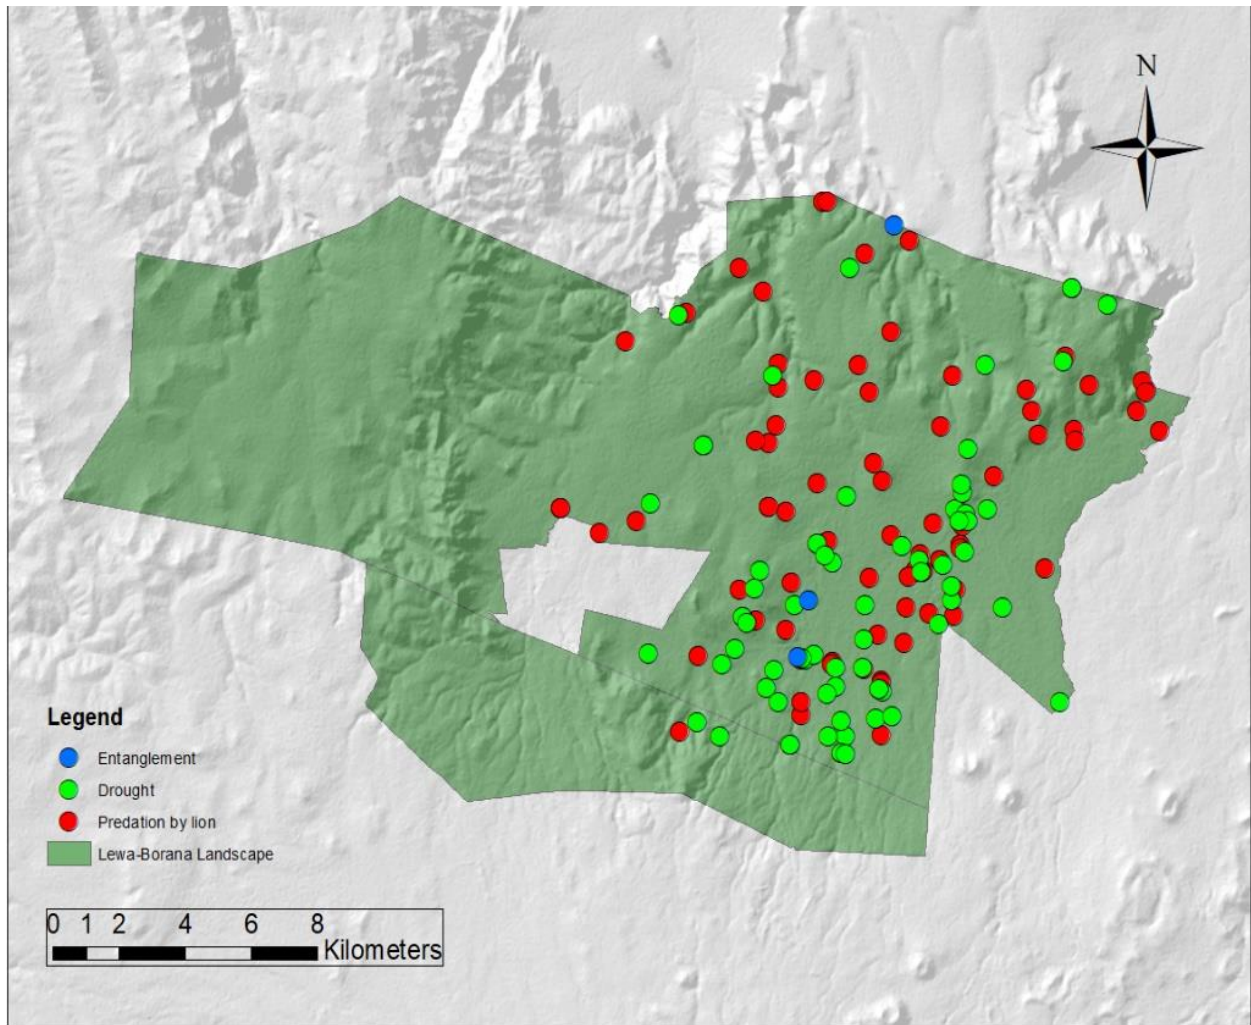 N
Legend
Entanglement
Drought
Predation by lion
Lewa-Borana Landscape
0 1 2 4 6 8
Kilometers